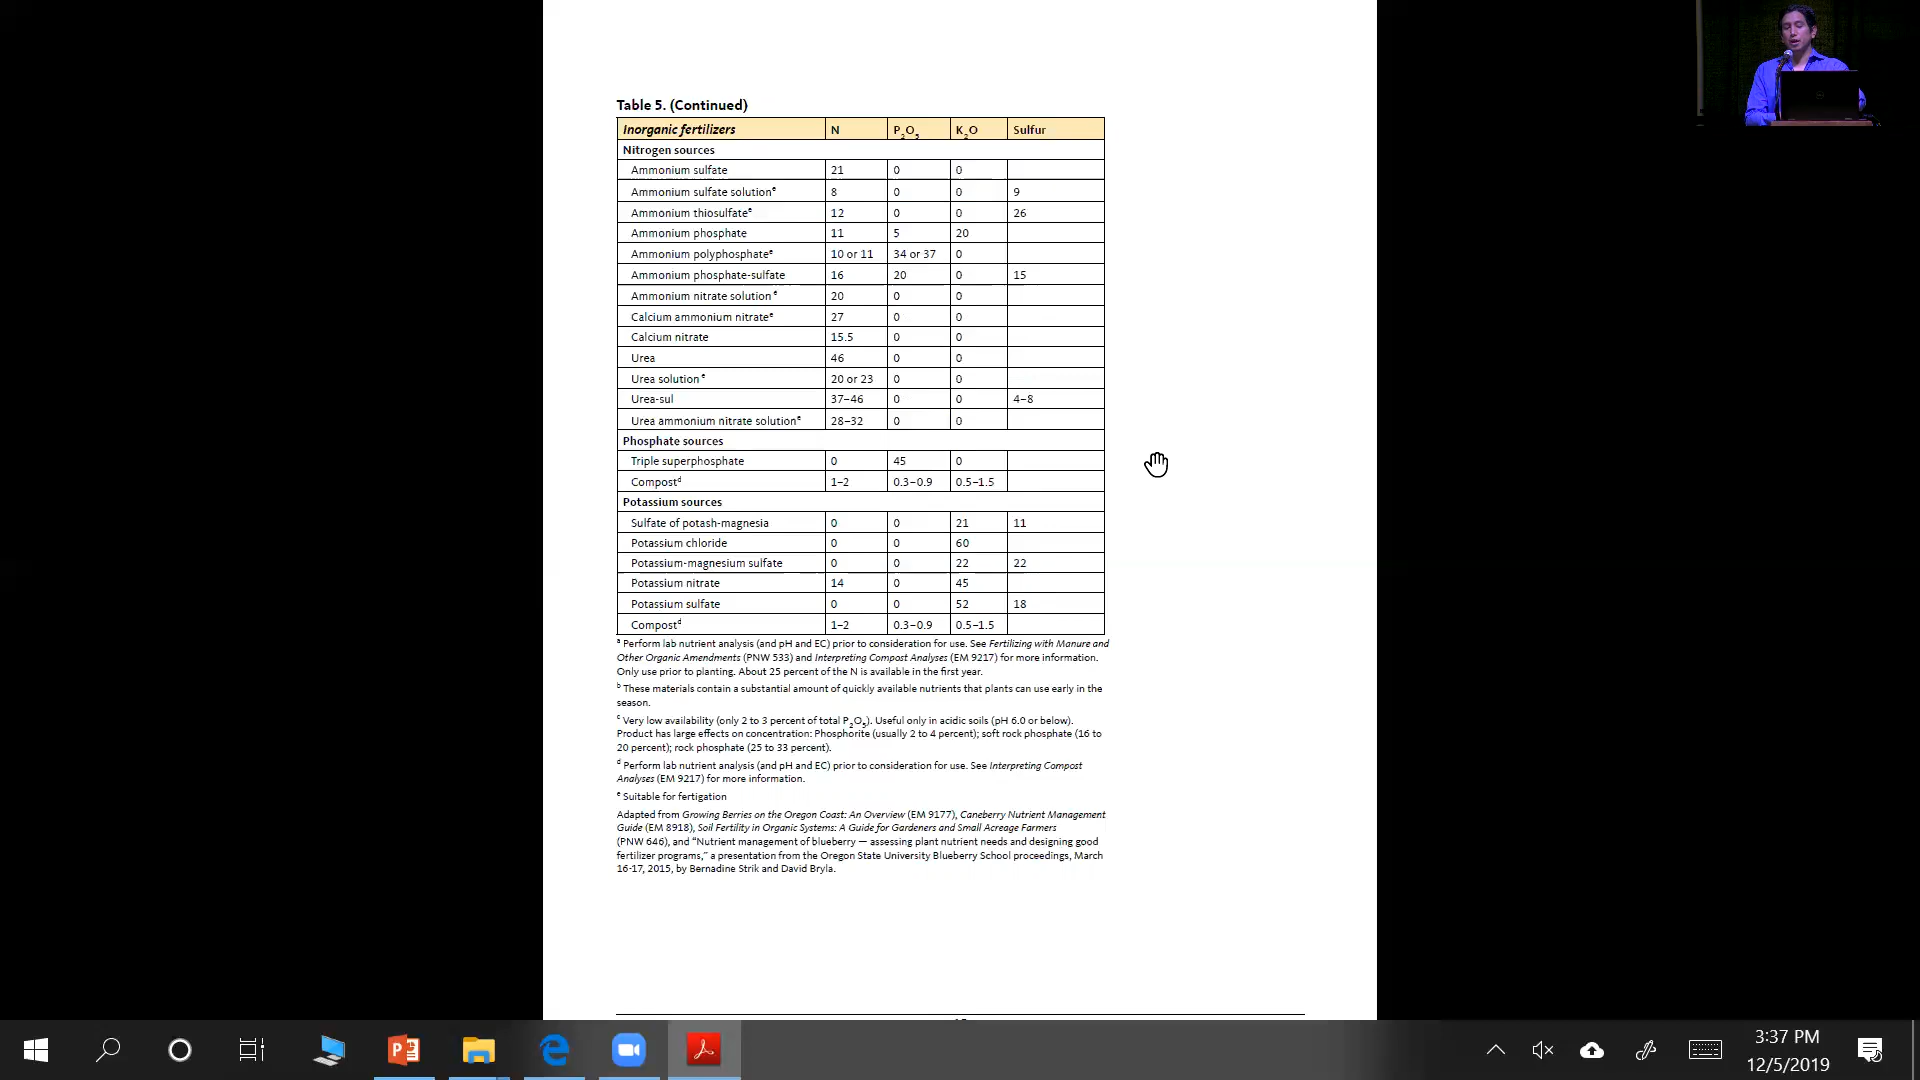 Table 5. (Continued)
Inorganic fertilizers N P2O5 K2O Sulfur
Nitrogen sources
Ammonium sulfate 21 0 0
Ammonium sulfate solutione 8 0 0 9
Ammonium thiosulfatee 12 0 0 26
Ammonium phosphate 11 5 20
Ammonium polyphosphatee 10 or 11 34 or 37 0
Ammonium phosphate-sulfate 16 20 0 15
Ammonium nitrate solution e 20 0 0
Calcium ammonium nitratee 27 0 0
Calcium nitrate 15.5 0 0
Urea 46 0 0
Urea solution e 20 or 23 0 0
Urea-sul 37–46 0 0 4–8
Urea ammonium nitrate solutione 28–32 0 0
Phosphate sources
Triple superphosphate 0 45 0
Compostd 1–2 0.3–0.9 0.5–1.5
Potassium sources
Sulfate of potash-magnesia 0 0 21 11
Potassium chloride 0 0 60
Potassium-magnesium sulfate 0 0 22 22
Potassium nitrate 14 0 45
Potassium sulfate 0 0 52 18
Compostd 1–2 0.3–0.9 0.5–1.5
a Perform lab nutrient analysis (and pH and EC) prior to consideration for use. See Fertilizing with Manure and
Other Organic Amendments (PNW 533) and Interpreting Compost Analyses (EM 9217) for more information.
Only use prior to planting. About 25 percent of the N is available in the first year.
b These materials contain a substantial amount of quickly available nutrients that plants can use early in the
season.
c Very low availability (only 2 to 3 percent of total P2O5). Useful only in acidic soils (pH 6.0 or below).
Product has large effects on concentration: Phosphorite (usually 2 to 4 percent); soft rock phosphate (16 to
20 percent); rock phosphate (25 to 33 percent).
d Perform lab nutrient analysis (and pH and EC) prior to consideration for use. See Interpreting Compost
Analyses (EM 9217) for more information.
e Suitable for fertigation
Adapted from Growing Berries on the Oregon Coast: An Overview (EM 9177), Caneberry Nutrient Management
Guide (EM 8918), Soil Fertility in Organic Systems: A Guide for Gardeners and Small Acreage Farmers
(PNW 646), and “Nutrient management of blueberry — assessing plant nutrient needs and designing good
fertilizer programs,” a presentation from the Oregon State University Blueberry School proceedings, March
16-17, 2015, by Bernadine Strik and David Bryla.
3:37 PM
12/5/2019